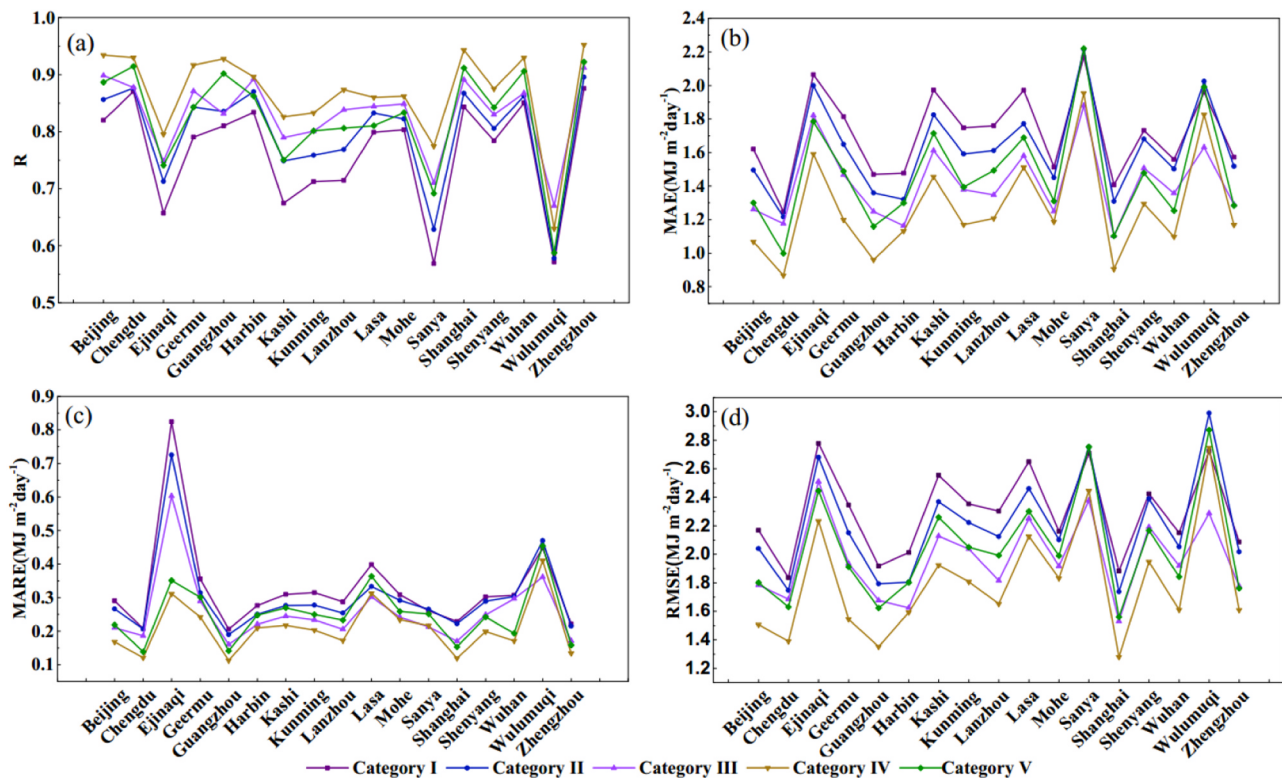 (a)
R
1.0
0.9
0.8
0.7
0.6
0.5
Beijing
Chengdu
Ejinaqi
Geermu
Guangzhou
Harbin
Kashi
Kunming
Lanzhou
Lasa
Mohe
Sanya
Shanghai
Shenyang
Wuhan
Wulumuqi
Zhengzhou
(b)
MAE(MJ m⁻²day⁻¹)
2.4
2.2
2.0
1.8
1.6
1.4
1.2
1.0
0.8
Beijing
Chengdu
Ejinaqi
Geermu
Guangzhou
Harbin
Kashi
Kunming
Lanzhou
Lasa
Mohe
Sanya
Shanghai
Shenyang
Wuhan
Wulumuqi
Zhengzhou
(c)
MARE(MJ m⁻²day⁻¹)
0.9
0.8
0.7
0.6
0.5
0.4
0.3
0.2
0.1
Beijing
Chengdu
Ejinaqi
Geermu
Guangzhou
Harbin
Kashi
Kunming
Lanzhou
Lasa
Mohe
Sanya
Shanghai
Shenyang
Wuhan
Wulumuqi
Zhengzhou
(d)
RMSE(MJ m⁻²day⁻¹)
3.0
2.8
2.6
2.4
2.2
2.0
1.8
1.6
1.4
1.2
Beijing
Chengdu
Ejinaqi
Geermu
Guangzhou
Harbin
Kashi
Kunming
Lanzhou
Lasa
Mohe
Sanya
Shanghai
Shenyang
Wuhan
Wulumuqi
Zhengzhou
Category I Category II Category III Category IV Category V